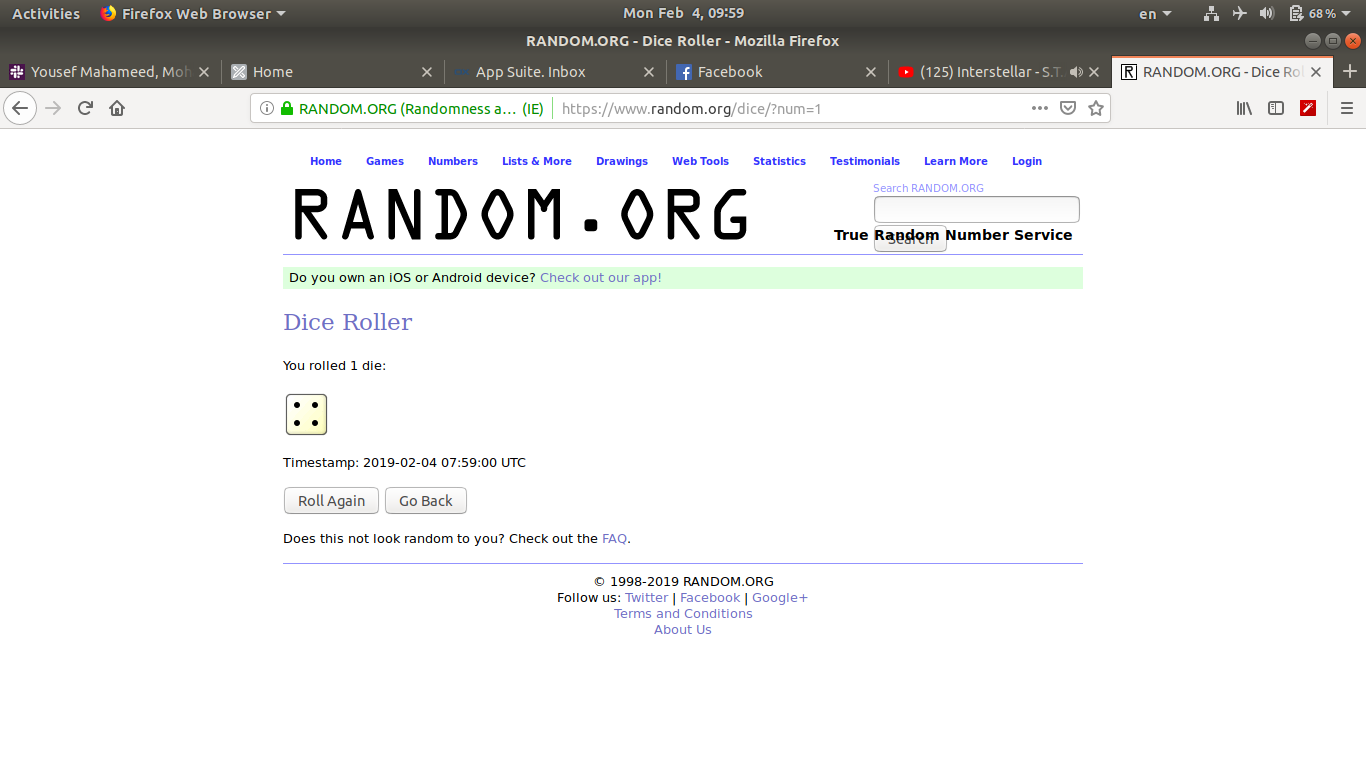 Activities Firefox Web Browser Mon Feb 4, 09:59 en 68%
RANDOM.ORG - Dice Roller - Mozilla Firefox
Yousef Mahameed, Moh Home App Suite. Inbox Facebook (125) Interstellar - S.T. RANDOM.ORG - Dice Rol
RANDOM.ORG (Randomness a… (IE) https://www.random.org/dice/?num=1
Home Games Numbers Lists & More Drawings Web Tools Statistics Testimonials Learn More Login
RANDOM.ORG
Search RANDOM.ORG
Search
True Random Number Service
Do you own an iOS or Android device? Check out our app!
Dice Roller
You rolled 1 die:
Timestamp: 2019-02-04 07:59:00 UTC
Roll Again Go Back
Does this not look random to you? Check out the FAQ.
© 1998-2019 RANDOM.ORG
Follow us: Twitter | Facebook | Google+
Terms and Conditions
About Us